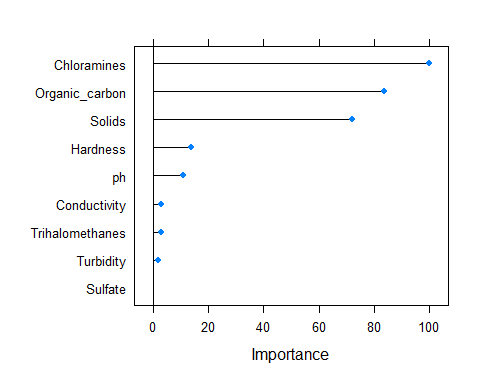 Chloramines
Organic_carbon
Solids
Hardness
ph
Conductivity
Trihalomethanes
Turbidity
Sulfate
0 20 40 60 80 100
Importance